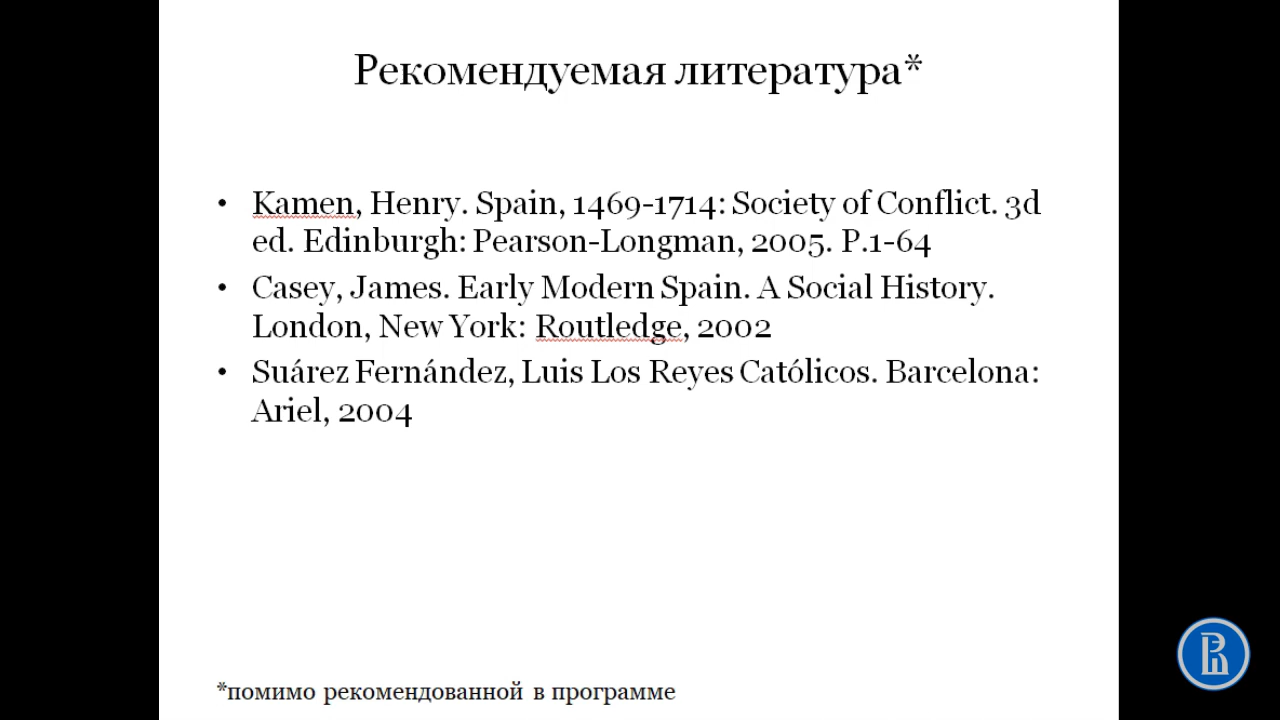 Рекомендуемая литература*
• Kamen, Henry. Spain, 1469-1714: Society of Conflict. 3d
ed. Edinburgh: Pearson-Longman, 2005. P.1-64
• Casey, James. Early Modern Spain. A Social History.
London, New York: Routledge, 2002
• Suárez Fernández, Luis Los Reyes Católicos. Barcelona:
Ariel, 2004
*помимо рекомендованной в программе